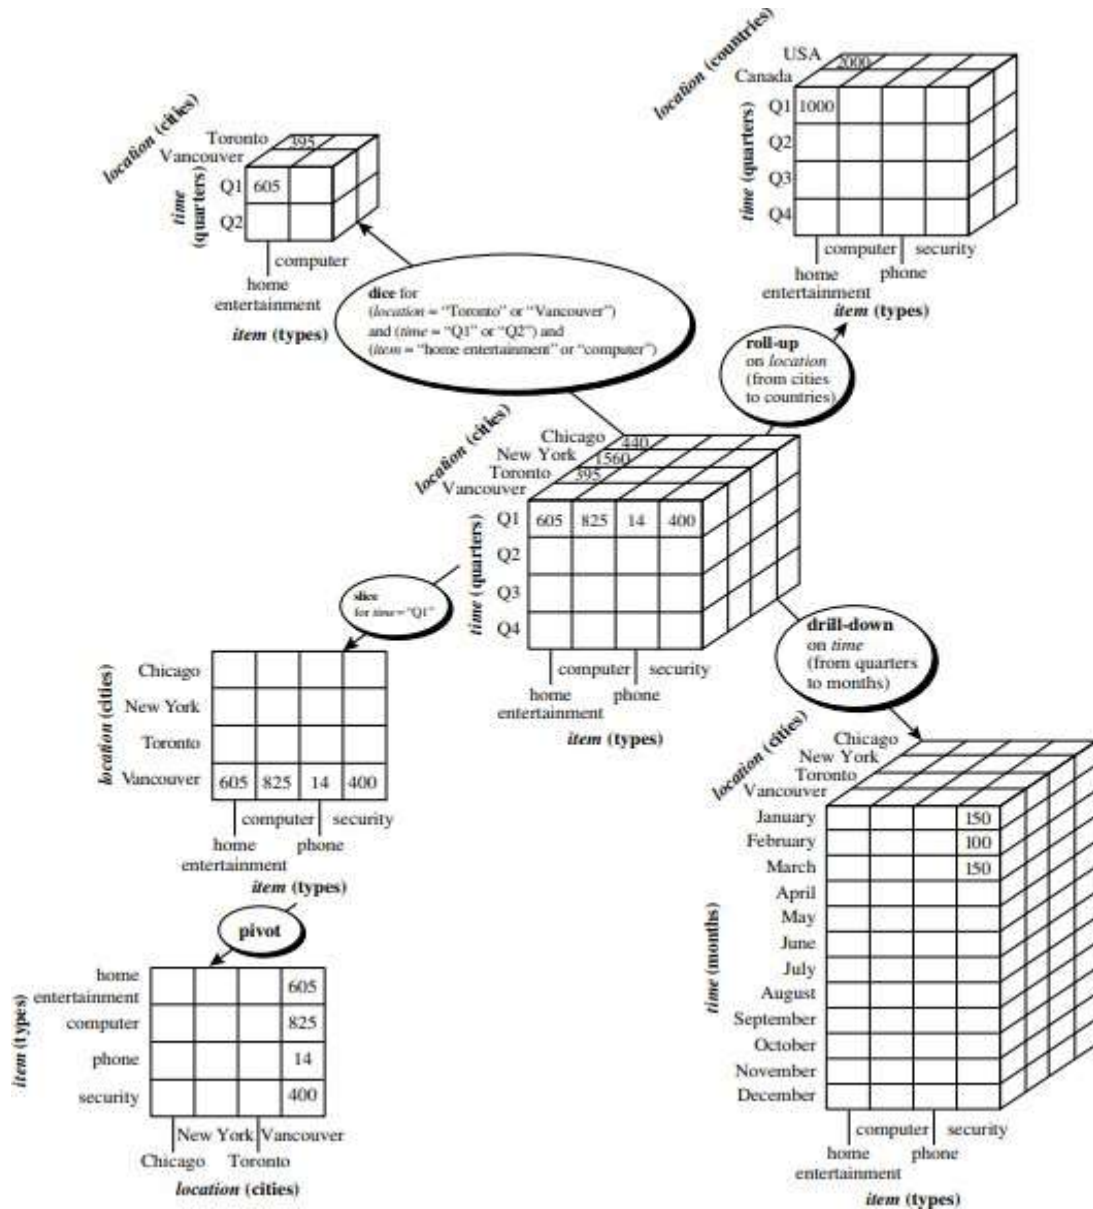 location (countries)
USA
Canada
2000
time (quarters)
Q1 1000
Q2
Q3
Q4
computer security
home phone
entertainment
item (types)
location (cities)
Toronto
Vancouver
395
time
(quarters)
Q1 605
Q2
computer
home
entertainment
item (types)
dice for
(location = “Toronto” or “Vancouver”)
and (time = “Q1” or “Q2”) and
(item = “home entertainment” or “computer”)
roll-up
on location
(from cities
to countries)
location (cities)
Chicago 440
New York 1560
Toronto 395
Vancouver
time (quarters)
Q1 605 825 14 400
Q2
Q3
Q4
computer security
home phone
entertainment
item (types)
slice
for time = “Q1”
drill-down
on time
(from quarters
to months)
location (cities)
Chicago
New York
Toronto
Vancouver 605 825 14 400
computer security
home phone
entertainment
item (types)
pivot
item (types)
home
entertainment 605
computer 825
phone 14
security 400
New York Vancouver
Chicago Toronto
location (cities)
location (cities)
Chicago
New York
Toronto
Vancouver
time (months)
January 150
February 100
March 150
April
May
June
July
August
September
October
November
December
computer security
home phone
entertainment
item (types)